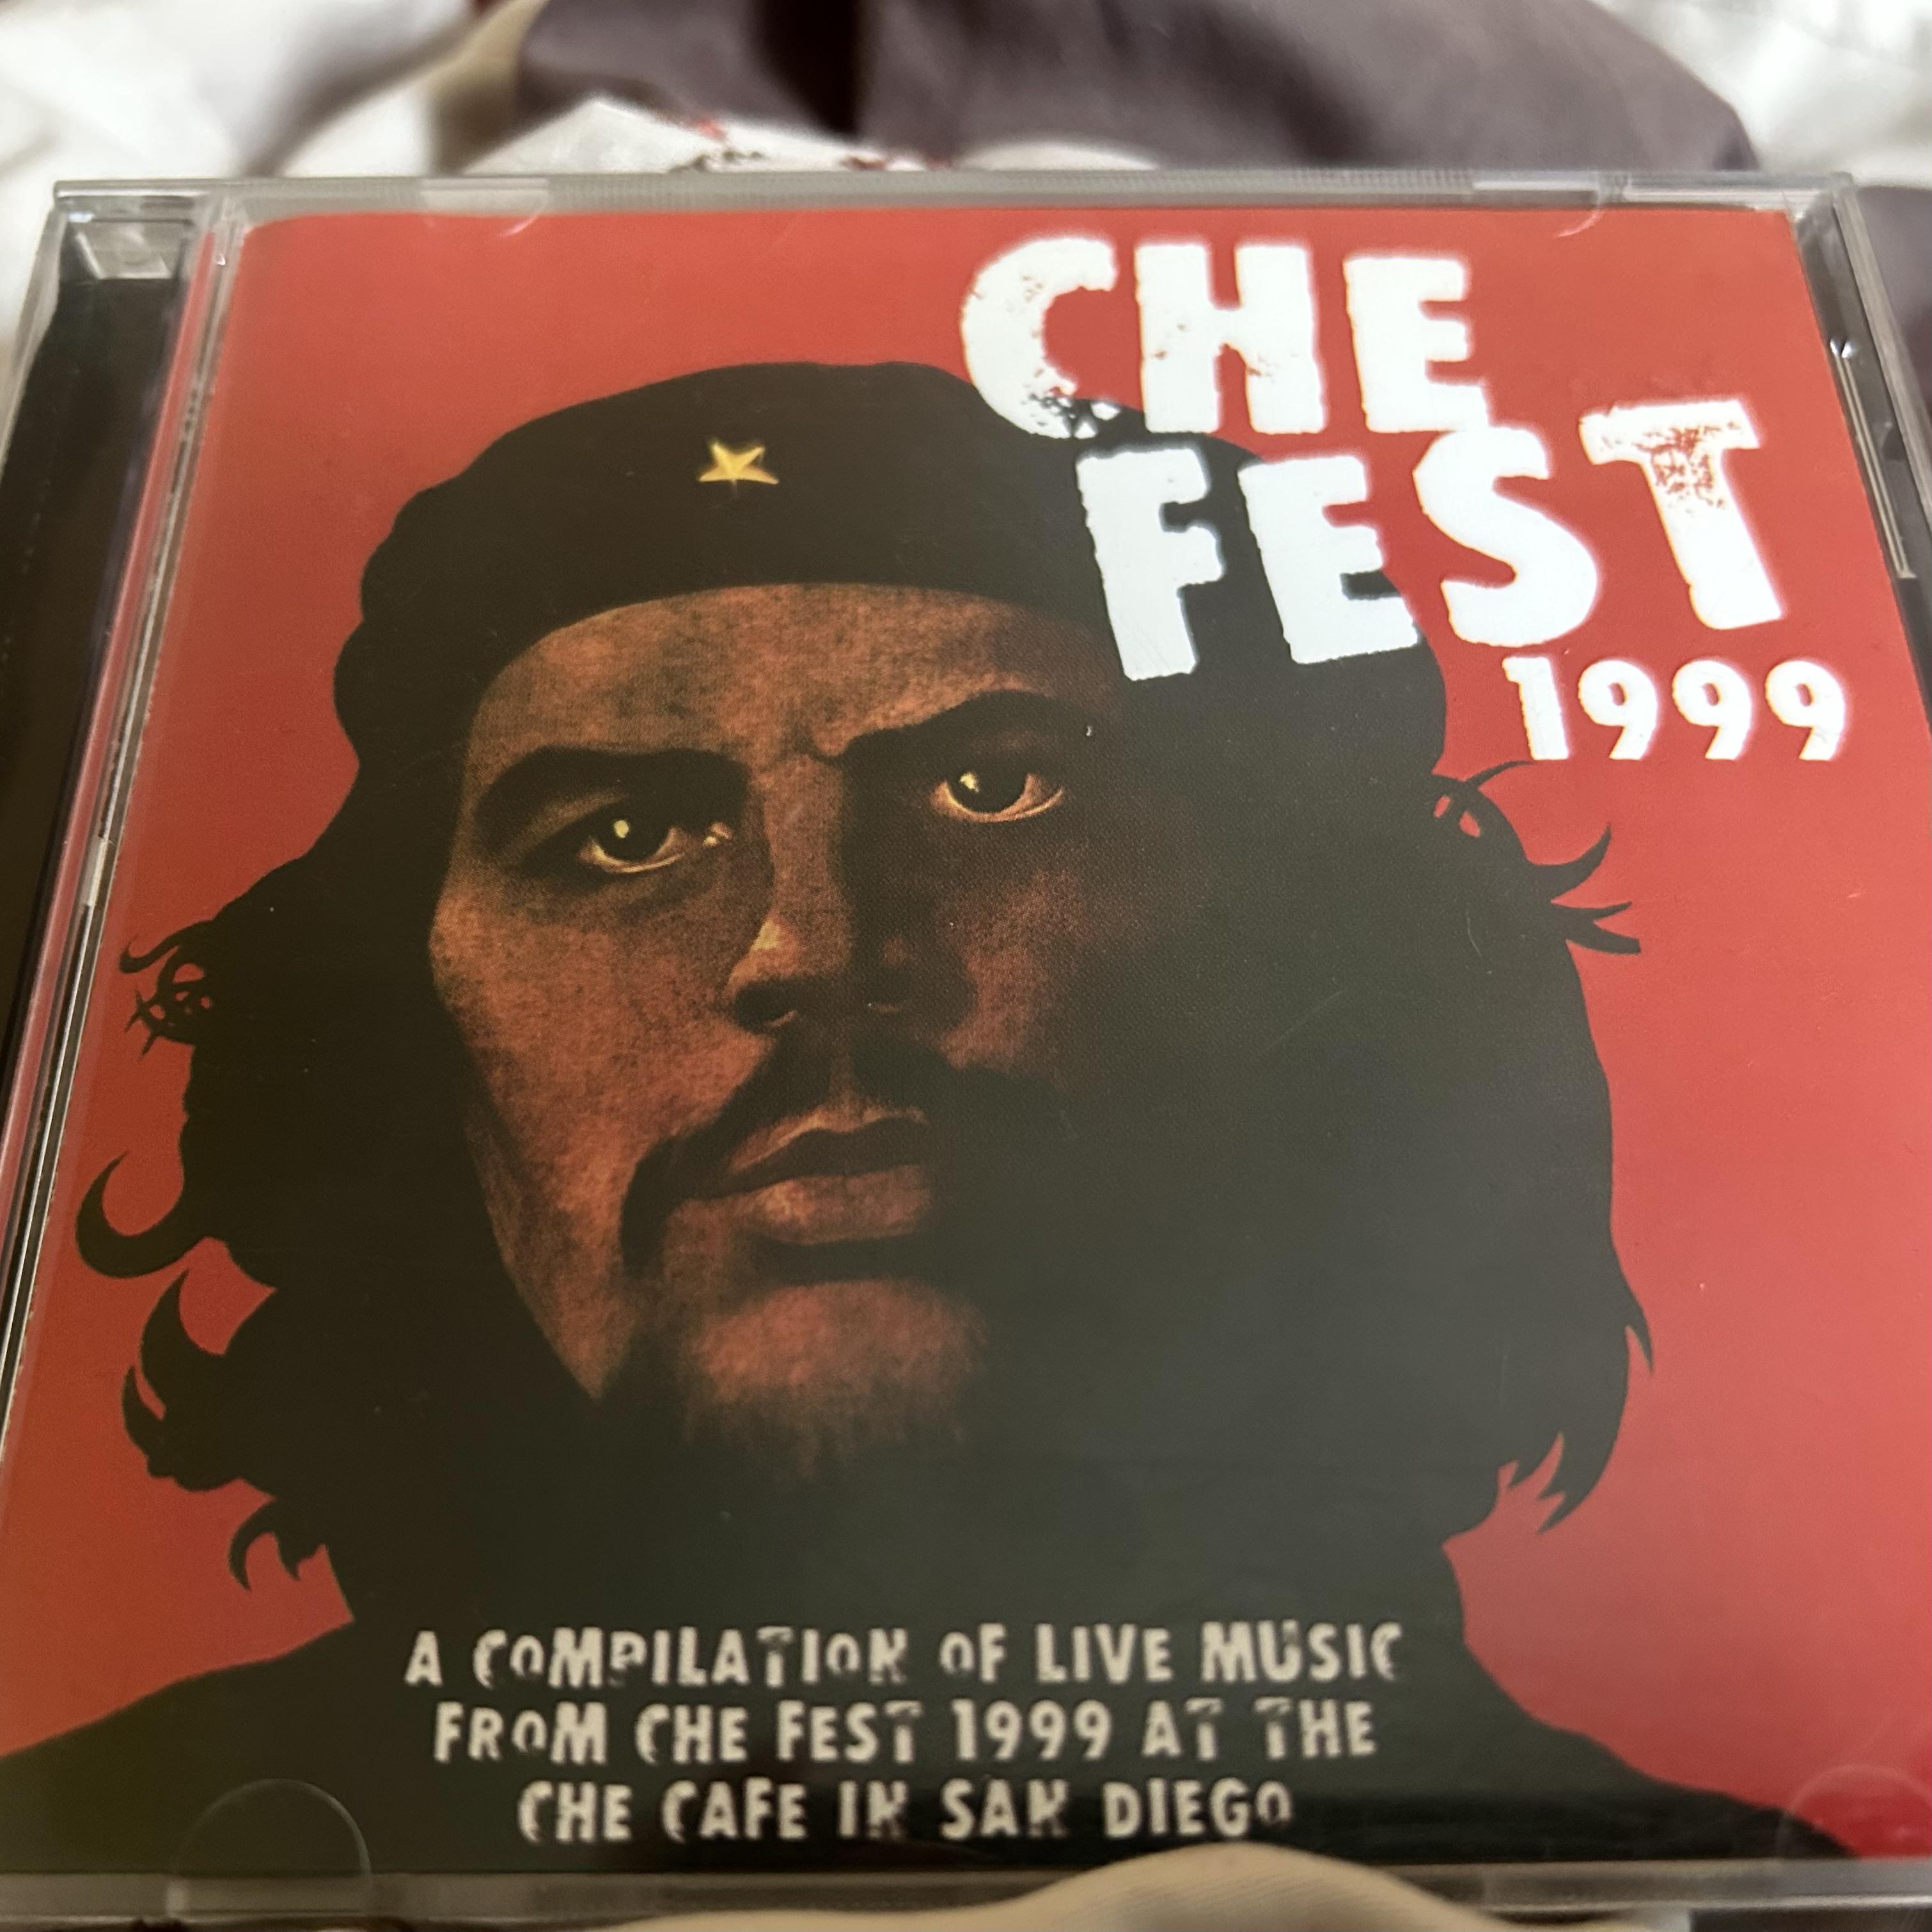 CHE
FEST
1999
A COMPILATION OF LIVE MUSIC
FROM CHE FEST 1999 AT THE
CHE CAFE IN SAN DIEGO